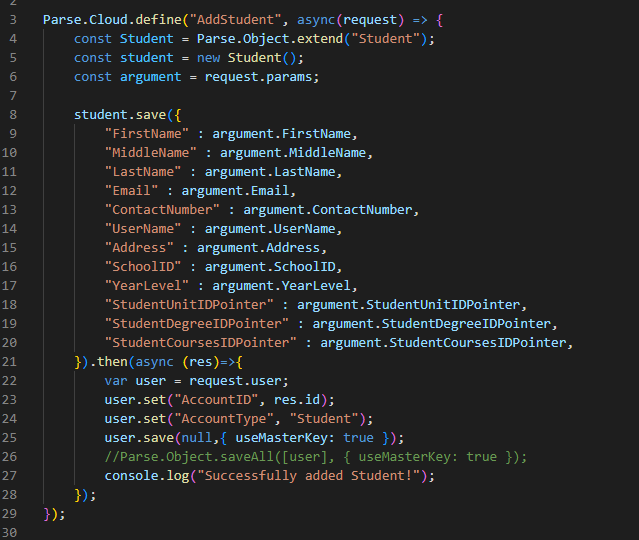 2
3 Parse.Cloud.define("AddStudent", async(request) => {
4 const Student = Parse.Object.extend("Student");
5 const student = new Student();
6 const argument = request.params;
7
8 student.save({
9 "FirstName" : argument.FirstName,
10 "MiddleName" : argument.MiddleName,
11 "LastName" : argument.LastName,
12 "Email" : argument.Email,
13 "ContactNumber" : argument.ContactNumber,
14 "UserName" : argument.UserName,
15 "Address" : argument.Address,
16 "SchoolID" : argument.SchoolID,
17 "YearLevel" : argument.YearLevel,
18 "StudentUnitIDPointer" : argument.StudentUnitIDPointer,
19 "StudentDegreeIDPointer" : argument.StudentDegreeIDPointer,
20 "StudentCoursesIDPointer" : argument.StudentCoursesIDPointer,
21 }).then(async (res)=>{
22 var user = request.user;
23 user.set("AccountID", res.id);
24 user.set("AccountType", "Student");
25 user.save(null,{ useMasterKey: true });
26 //Parse.Object.saveAll([user], { useMasterKey: true });
27 console.log("Successfully added Student!");
28 });
29 });
30